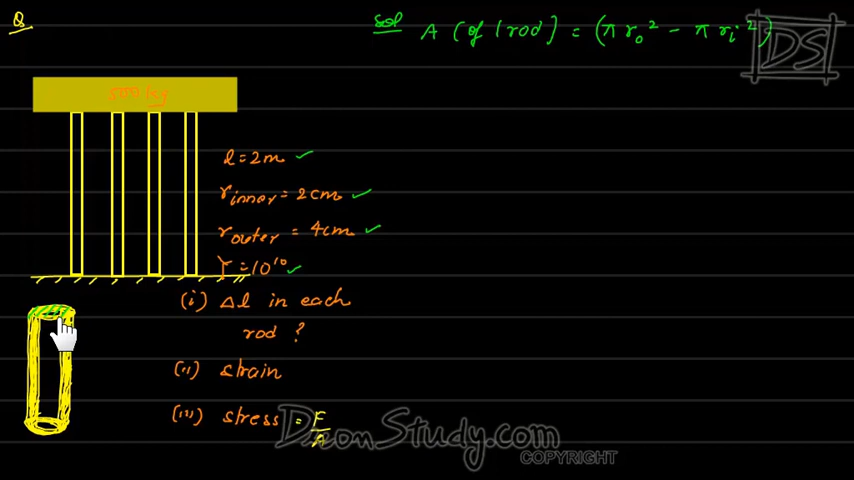 Q
Sol A (of 1 rod) = (π r₀² - π rᵢ²)
DS
500 kg
l = 2m ✓
r inner = 2cm ✓
r outer = 4cm ✓
Y = 10¹⁰ ✓
(i) Δl in each
rod ?
(ii) strain
(iii) stress = F/A
DronStudy.com
COPYRIGHT